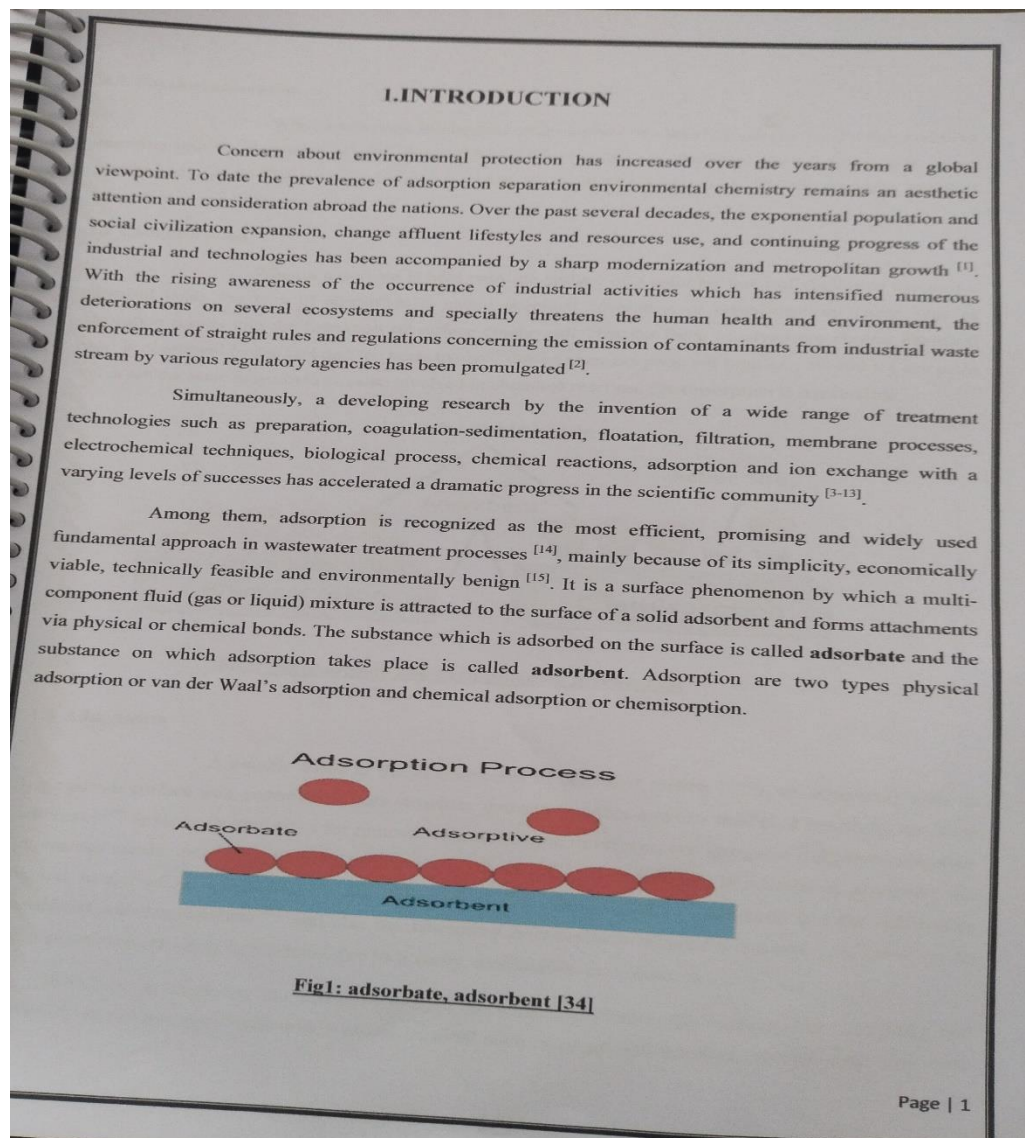 1.INTRODUCTION
Concern about environmental protection has increased over the years from a global
viewpoint. To date the prevalence of adsorption separation environmental chemistry remains an aesthetic
attention and consideration abroad the nations. Over the past several decades, the exponential population and
social civilization expansion, change affluent lifestyles and resources use, and continuing progress of the
industrial and technologies has been accompanied by a sharp modernization and metropolitan growth [1].
With the rising awareness of the occurrence of industrial activities which has intensified numerous
deteriorations on several ecosystems and specially threatens the human health and environment, the
enforcement of straight rules and regulations concerning the emission of contaminants from industrial waste
stream by various regulatory agencies has been promulgated [2].
Simultaneously, a developing research by the invention of a wide range of treatment
technologies such as preparation, coagulation-sedimentation, floatation, filtration, membrane processes,
electrochemical techniques, biological process, chemical reactions, adsorption and ion exchange with a
varying levels of successes has accelerated a dramatic progress in the scientific community [3-13].
Among them, adsorption is recognized as the most efficient, promising and widely used
fundamental approach in wastewater treatment processes [14], mainly because of its simplicity, economically
viable, technically feasible and environmentally benign [15]. It is a surface phenomenon by which a multi-
component fluid (gas or liquid) mixture is attracted to the surface of a solid adsorbent and forms attachments
via physical or chemical bonds. The substance which is adsorbed on the surface is called adsorbate and the
substance on which adsorption takes place is called adsorbent. Adsorption are two types physical
adsorption or van der Waal's adsorption and chemical adsorption or chemisorption.
Adsorption Process
Adsorbate
Adsorptive
Adsorbent
Fig1: adsorbate, adsorbent [34]
Page | 1